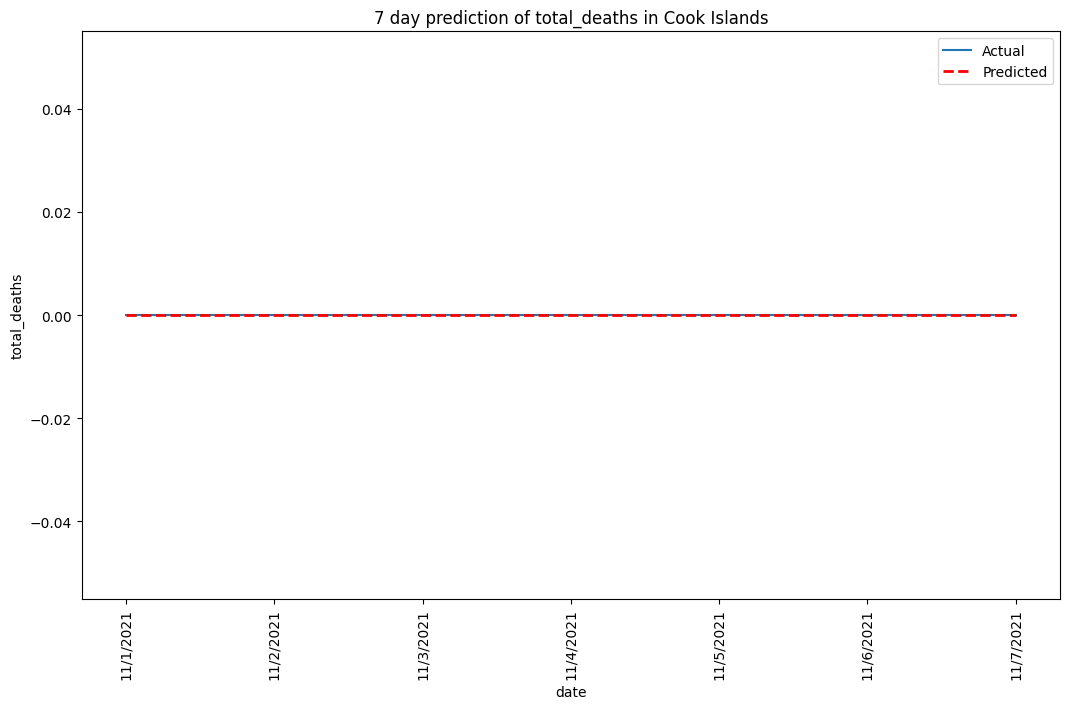 7 day prediction of total_deaths in Cook Islands
Actual
Predicted
0.04
0.02
0.00
−0.02
−0.04
total_deaths
11/1/2021
11/2/2021
11/3/2021
11/4/2021
11/5/2021
11/6/2021
11/7/2021
date